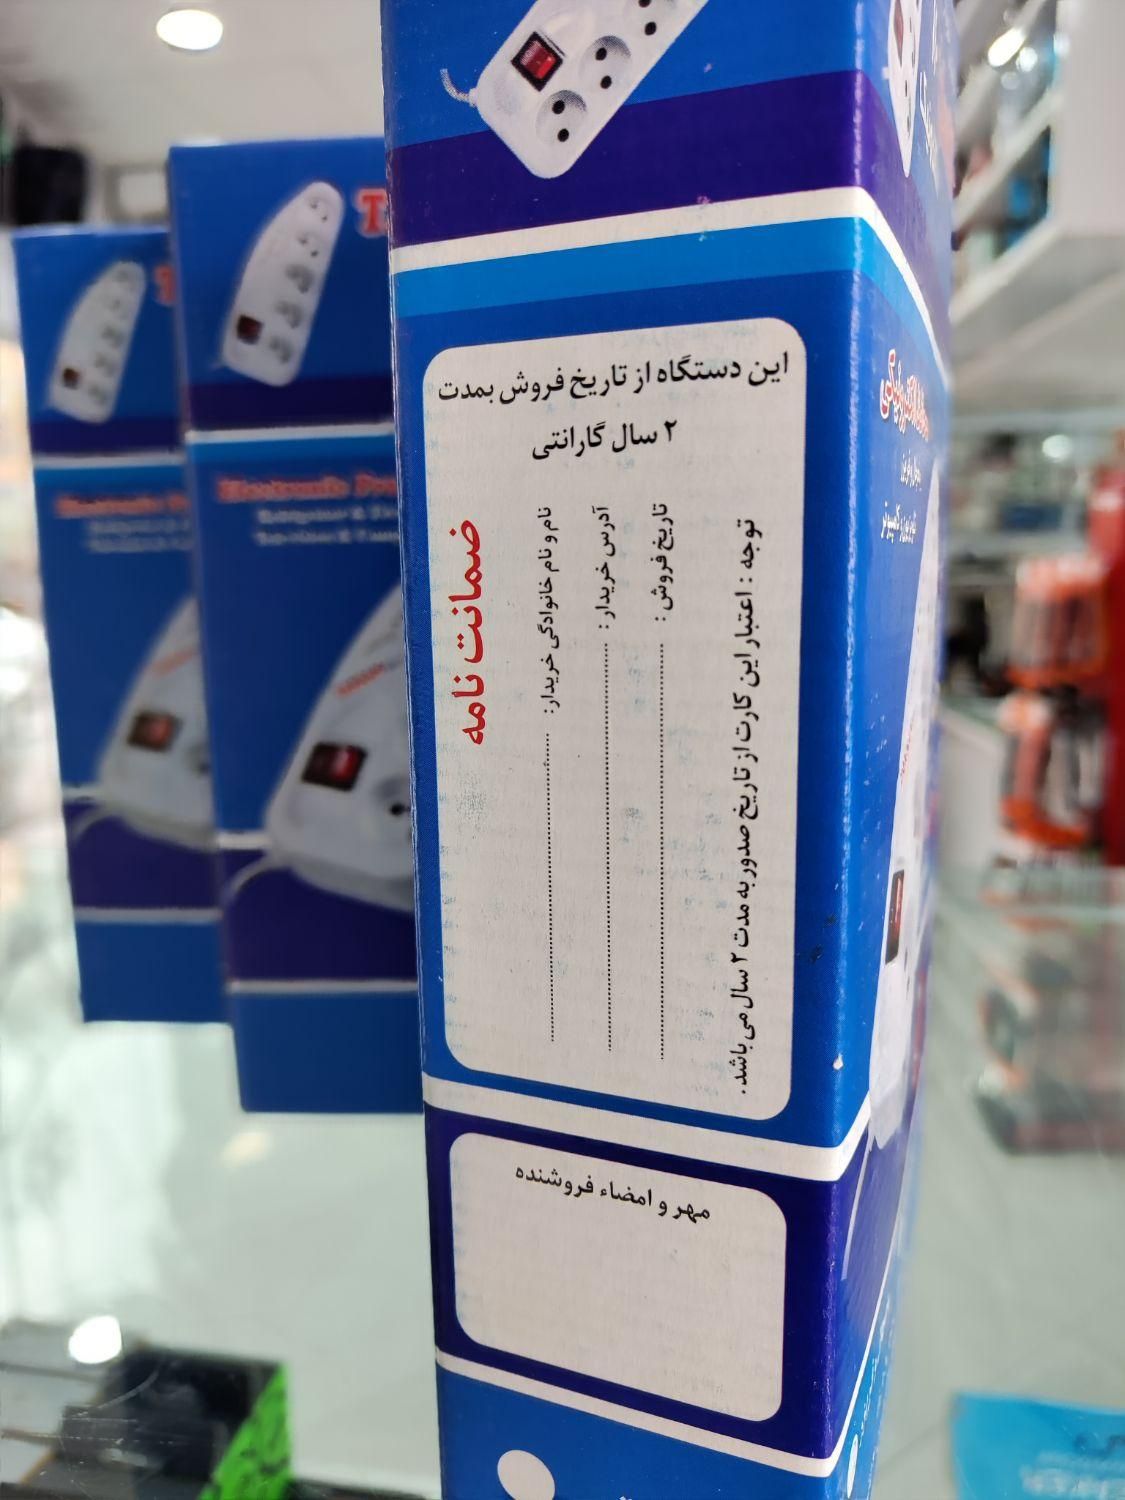 این دستگاه از تاریخ فروش بمدت
۲ سال گارانتی
ضمانت نامه
نام و نام خانوادگی خریدار:
آدرس خریدار :
تاریخ فروش :
توجه : اعتبار این کارت از تاریخ صدور به مدت ۲ سال می باشد.
مهر و امضاء فروشنده
Electronic